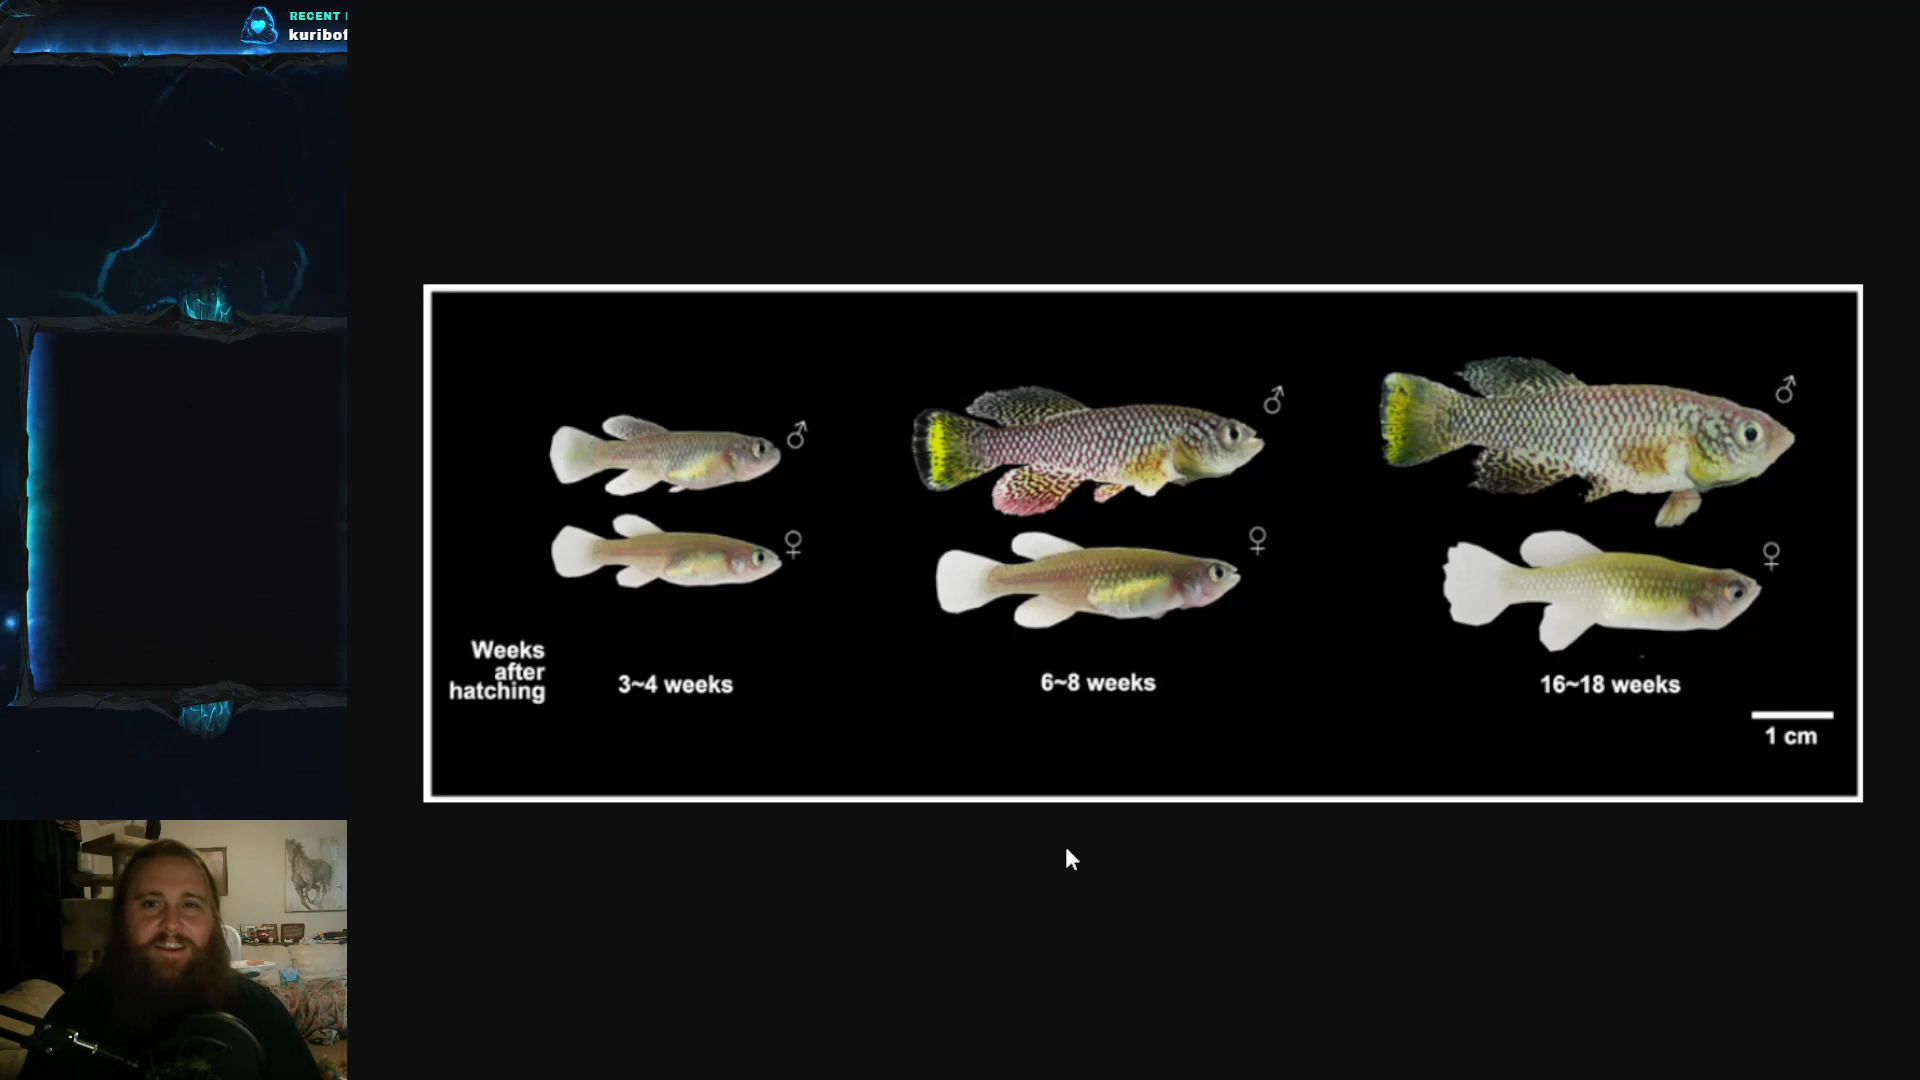 RECENT
kuribo
♂
♂
♂
♀
♀
♀
Weeks
after
hatching
3~4 weeks
6~8 weeks
16~18 weeks
1 cm